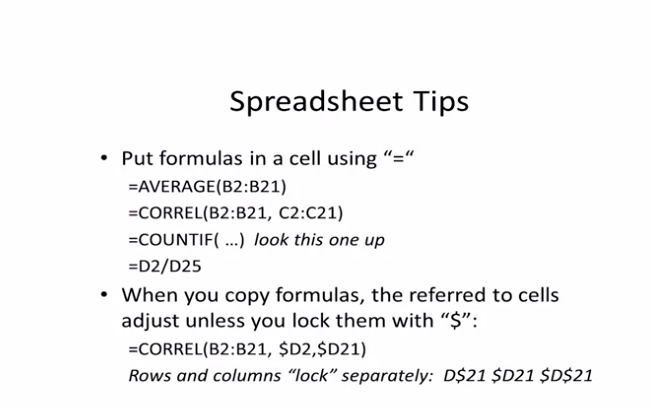 Spreadsheet Tips
• Put formulas in a cell using “=“
=AVERAGE(B2:B21)
=CORREL(B2:B21, C2:C21)
=COUNTIF( …) look this one up
=D2/D25
• When you copy formulas, the referred to cells
adjust unless you lock them with “$”:
=CORREL(B2:B21, $D2,$D21)
Rows and columns “lock” separately: D$21 $D21 $D$21